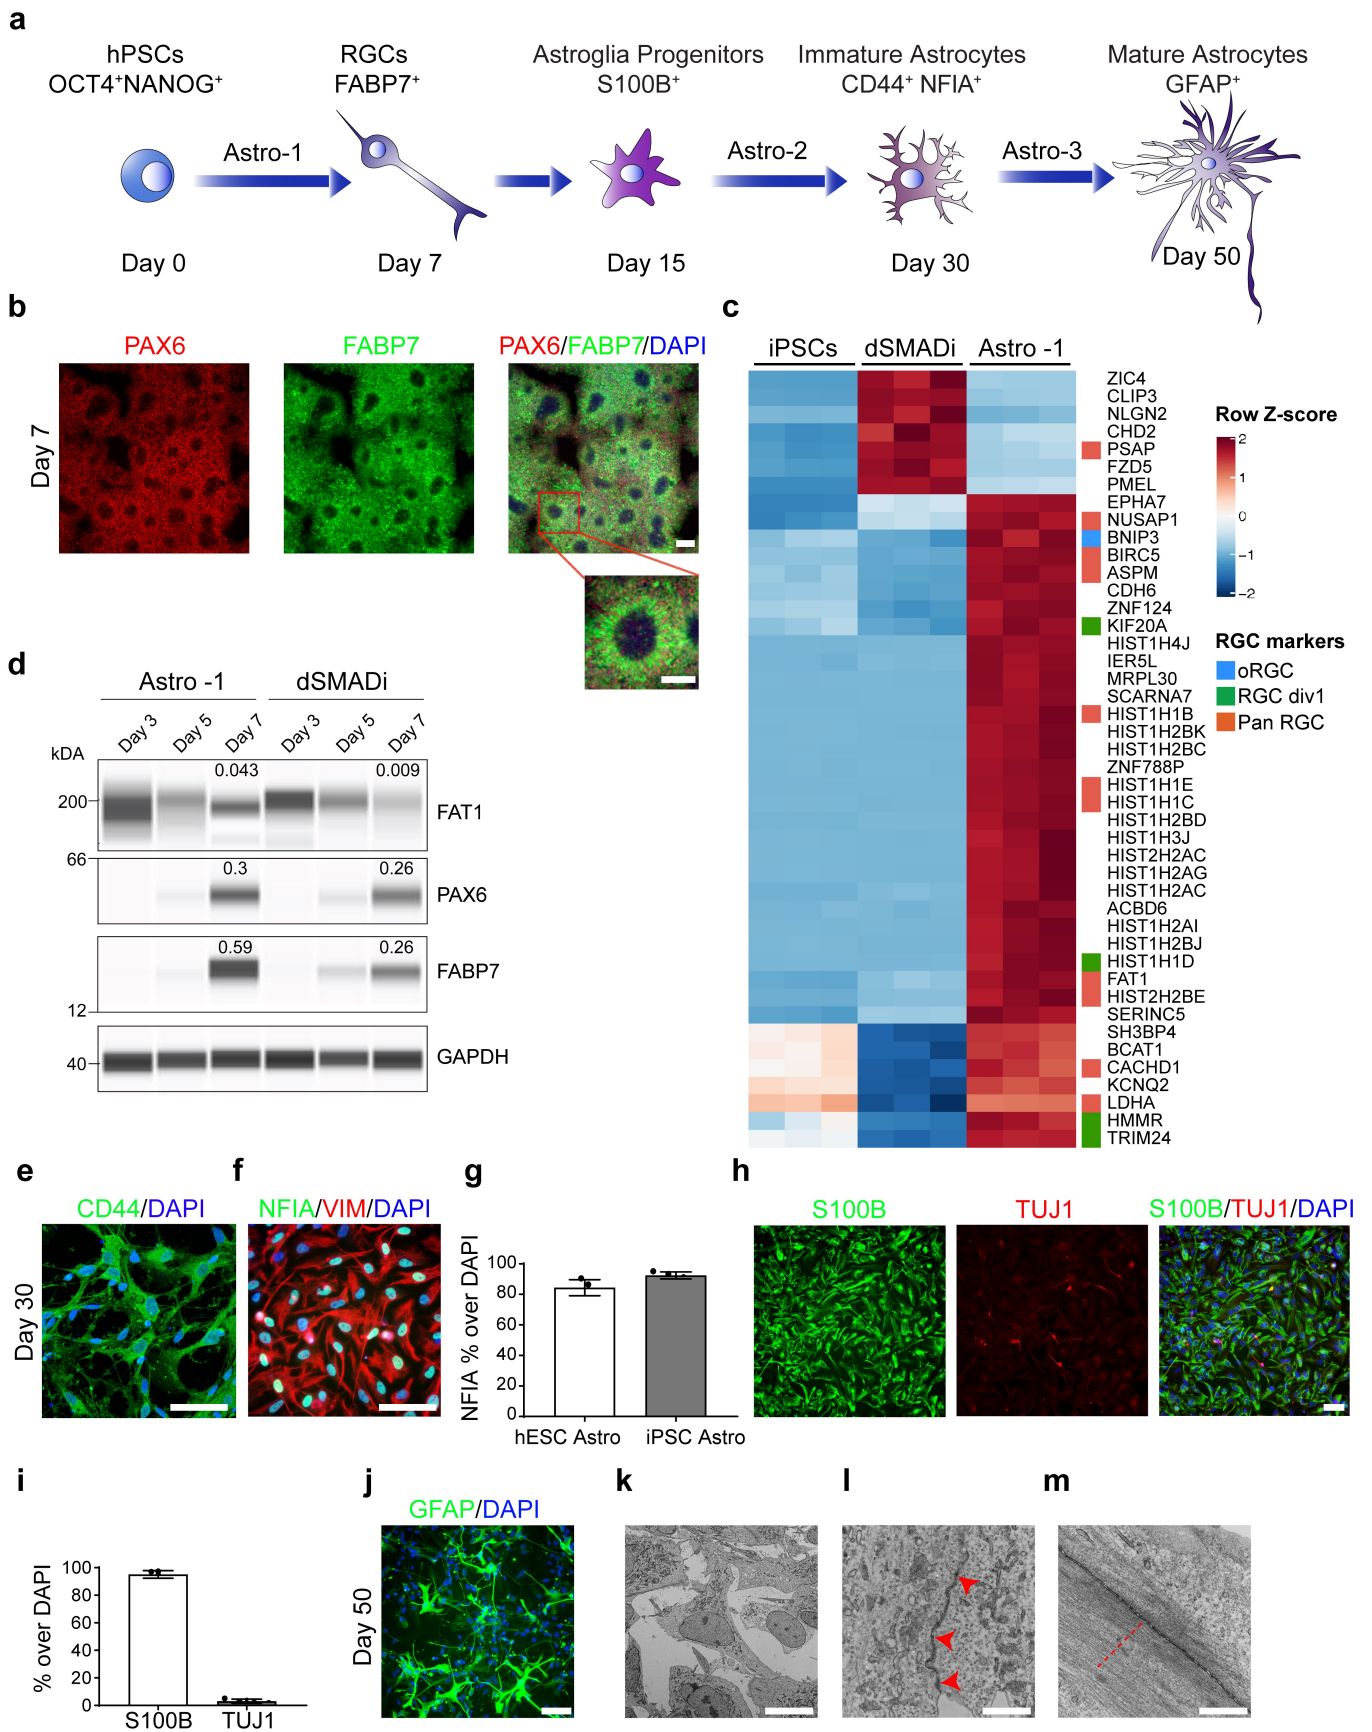 a
hPSCs
OCT4⁺NANOG⁺
RGCs
FABP7⁺
Astroglia Progenitors
S100B⁺
Immature Astrocytes
CD44⁺ NFIA⁺
Mature Astrocytes
GFAP⁺
Astro-1
Astro-2
Astro-3
Day 0
Day 7
Day 15
Day 30
Day 50
b
PAX6
FABP7
PAX6/FABP7/DAPI
Day 7
c
iPSCs
dSMADi
Astro -1
ZIC4
CLIP3
NLGN2
CHD2
PSAP
FZD5
PMEL
EPHA7
NUSAP1
BNIP3
BIRC5
ASPM
CDH6
ZNF124
KIF20A
HIST1H4J
IER5L
MRPL30
SCARNA7
HIST1H1B
HIST1H2BK
HIST1H2BC
ZNF788P
HIST1H1E
HIST1H1C
HIST1H2BD
HIST1H3J
HIST2H2AC
HIST1H2AG
HIST1H2AC
ACBD6
HIST1H2AI
HIST1H2BJ
HIST1H1D
FAT1
HIST2H2BE
SERINC5
SH3BP4
BCAT1
CACHD1
KCNQ2
LDHA
HMMR
TRIM24
Row Z-score
2
1
0
−1
−2
RGC markers
oRGC
RGC div1
Pan RGC
d
Astro -1
dSMADi
Day 3
Day 5
Day 7
Day 3
Day 5
Day 7
kDA
200
0.043
0.009
FAT1
66
0.3
0.26
PAX6
0.59
0.26
FABP7
12
40
GAPDH
e
CD44/DAPI
Day 30
f
NFIA/VIM/DAPI
g
NFIA % over DAPI
100
80
60
40
20
0
hESC Astro
iPSC Astro
h
S100B
TUJ1
S100B/TUJ1/DAPI
i
% over DAPI
100
80
60
40
20
0
S100B
TUJ1
j
GFAP/DAPI
Day 50
k
l
m